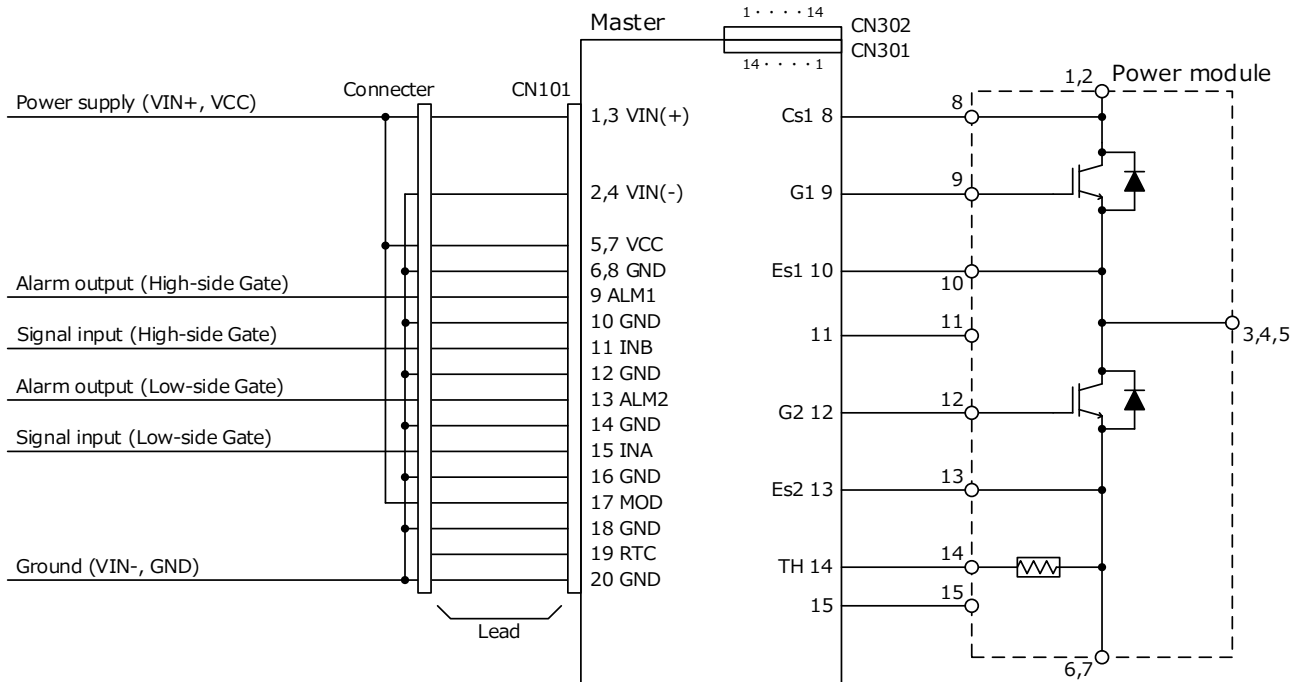 Master
1 · · · · 14
CN302
CN301
14 · · · · 1
Connecter
CN101
Power module
1,2
Power supply (VIN+, VCC)
1,3 VIN(+)
Cs1 8
8
2,4 VIN(-)
G1 9
9
5,7 VCC
6,8 GND
Es1 10
10
Alarm output (High-side Gate)
9 ALM1
10 GND
11
11
3,4,5
Signal input (High-side Gate)
11 INB
12 GND
Alarm output (Low-side Gate)
13 ALM2
G2 12
12
14 GND
Signal input (Low-side Gate)
15 INA
16 GND
Es2 13
13
17 MOD
18 GND
19 RTC
Ground (VIN-, GND)
20 GND
TH 14
14
15
15
Lead
6,7